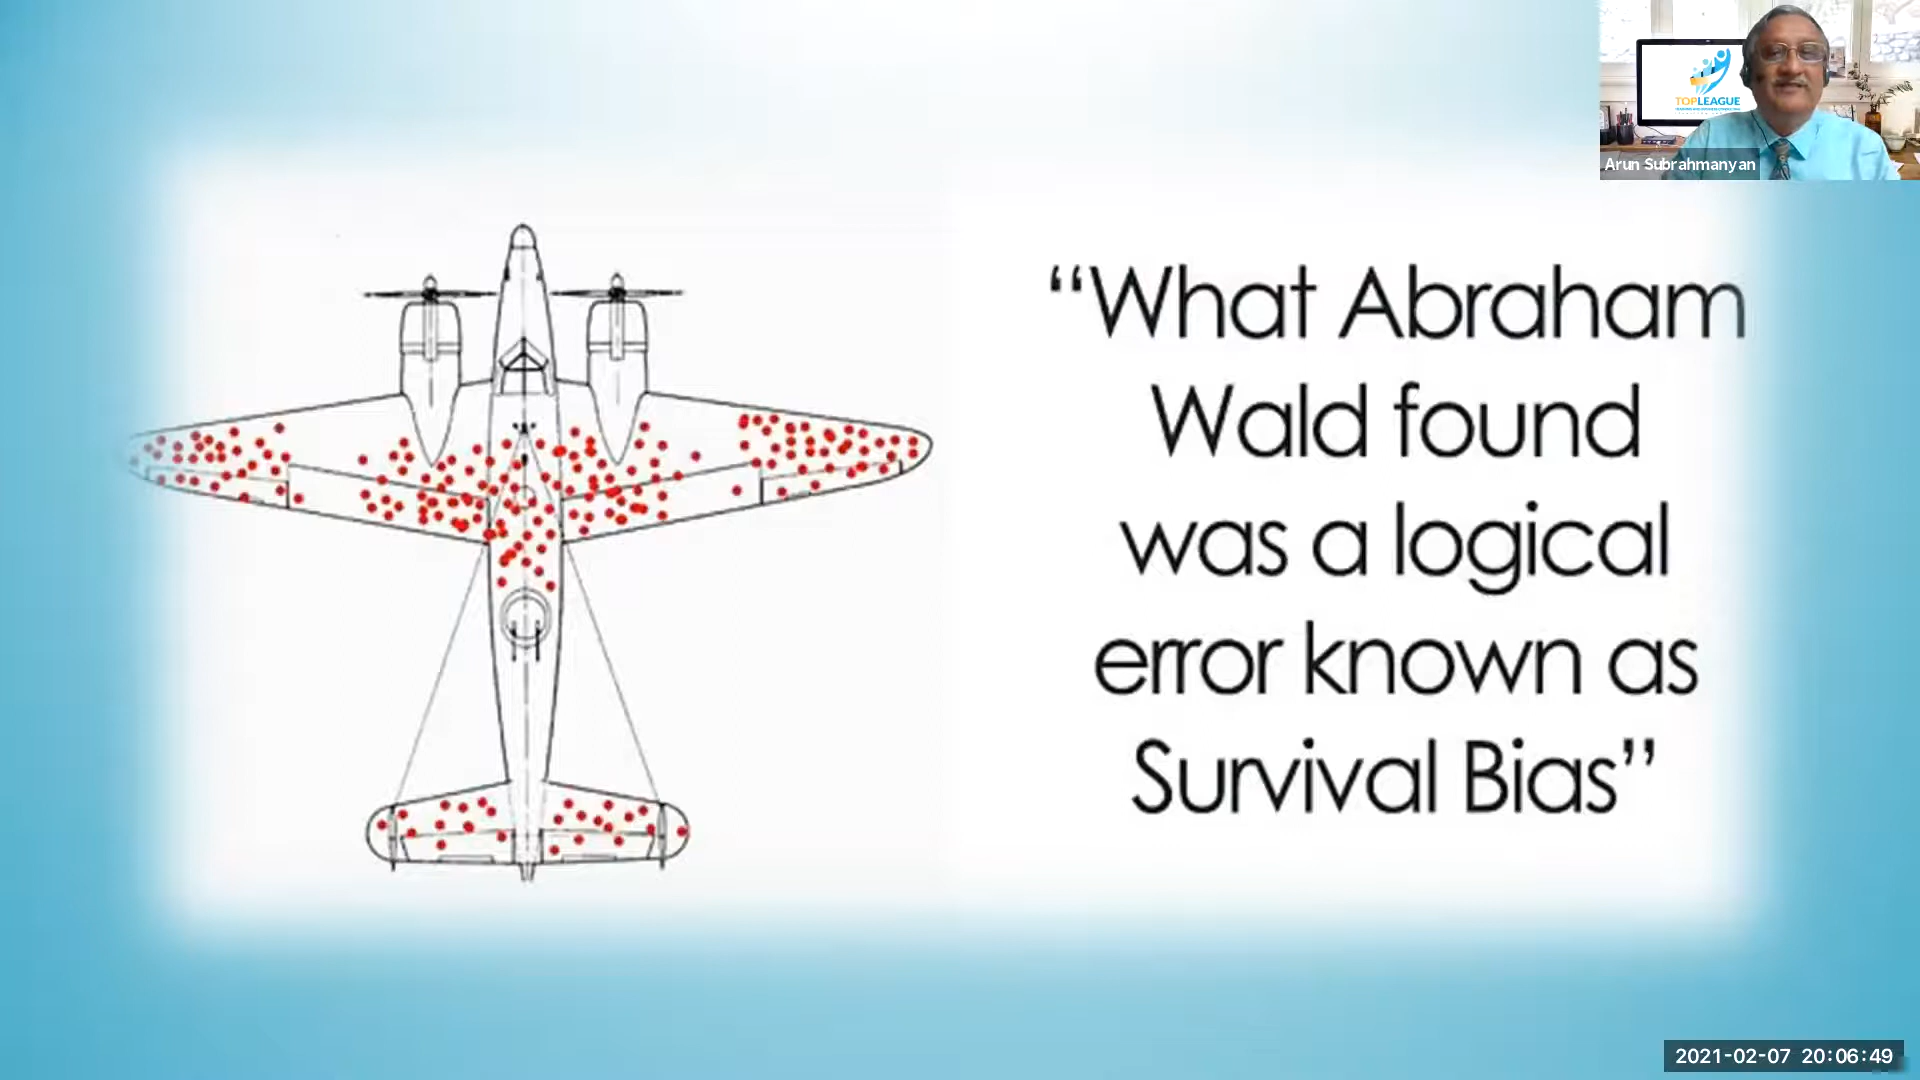 “What Abraham
Wald found
was a logical
error known as
Survival Bias”
TOPLEAGUE
Arun Subrahmanyan
2021-02-07 20:06:49